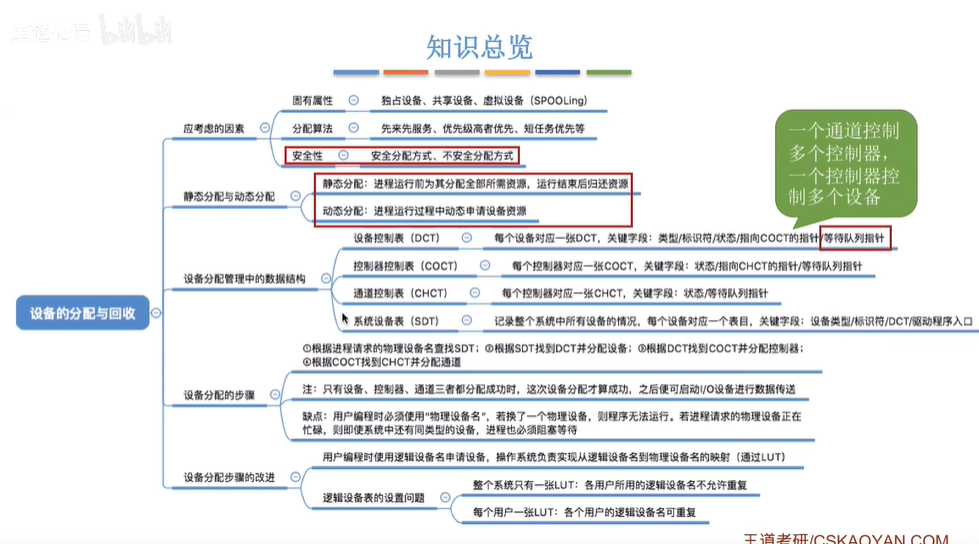 bilibili
知识总览
固有属性
独占设备、共享设备、虚拟设备（SPOOLing）
应考虑的因素
分配算法
先来先服务、优先级高者优先、短任务优先等
安全性
安全分配方式、不安全分配方式
一个通道控制
多个控制器，
一个控制器控
制多个设备
静态分配与动态分配
静态分配：进程运行前为其分配全部所需资源，运行结束后归还资源
动态分配：进程运行过程中动态申请设备资源
设备的分配与回收
设备分配管理中的数据结构
设备控制表（DCT）
每个设备对应一张DCT，关键字段：类型/标识符/状态/指向COCT的指针/等待队列指针
控制器控制表（COCT）
每个控制器对应一张COCT，关键字段：状态/指向CHCT的指针/等待队列指针
通道控制表（CHCT）
每个控制器对应一张CHCT，关键字段：状态/等待队列指针
系统设备表（SDT）
记录整个系统中所有设备的情况，每个设备对应一个表目，关键字段：设备类型/标识符/DCT/驱动程序入口
设备分配的步骤
①根据进程请求的物理设备名查找SDT；②根据SDT找到DCT并分配设备；③根据DCT找到COCT并分配控制器；
④根据COCT找到CHCT并分配通道
注：只有设备、控制器、通道三者都分配成功时，这次设备分配才算成功，之后便可启动I/O设备进行数据传送
缺点：用户编程时必须使用“物理设备名”，若换了一个物理设备，则程序无法运行。若进程请求的物理设备正在
忙碌，则即使系统中还有同类型的设备，进程也必须阻塞等待
设备分配步骤的改进
用户编程时使用逻辑设备名申请设备，操作系统负责实现从逻辑设备名到物理设备名的映射（通过LUT）
逻辑设备表的设置问题
整个系统只有一张LUT：各用户所用的逻辑设备名不允许重复
每个用户一张LUT：各个用户的逻辑设备名可重复
王道考研/CSKAOYAN.COM